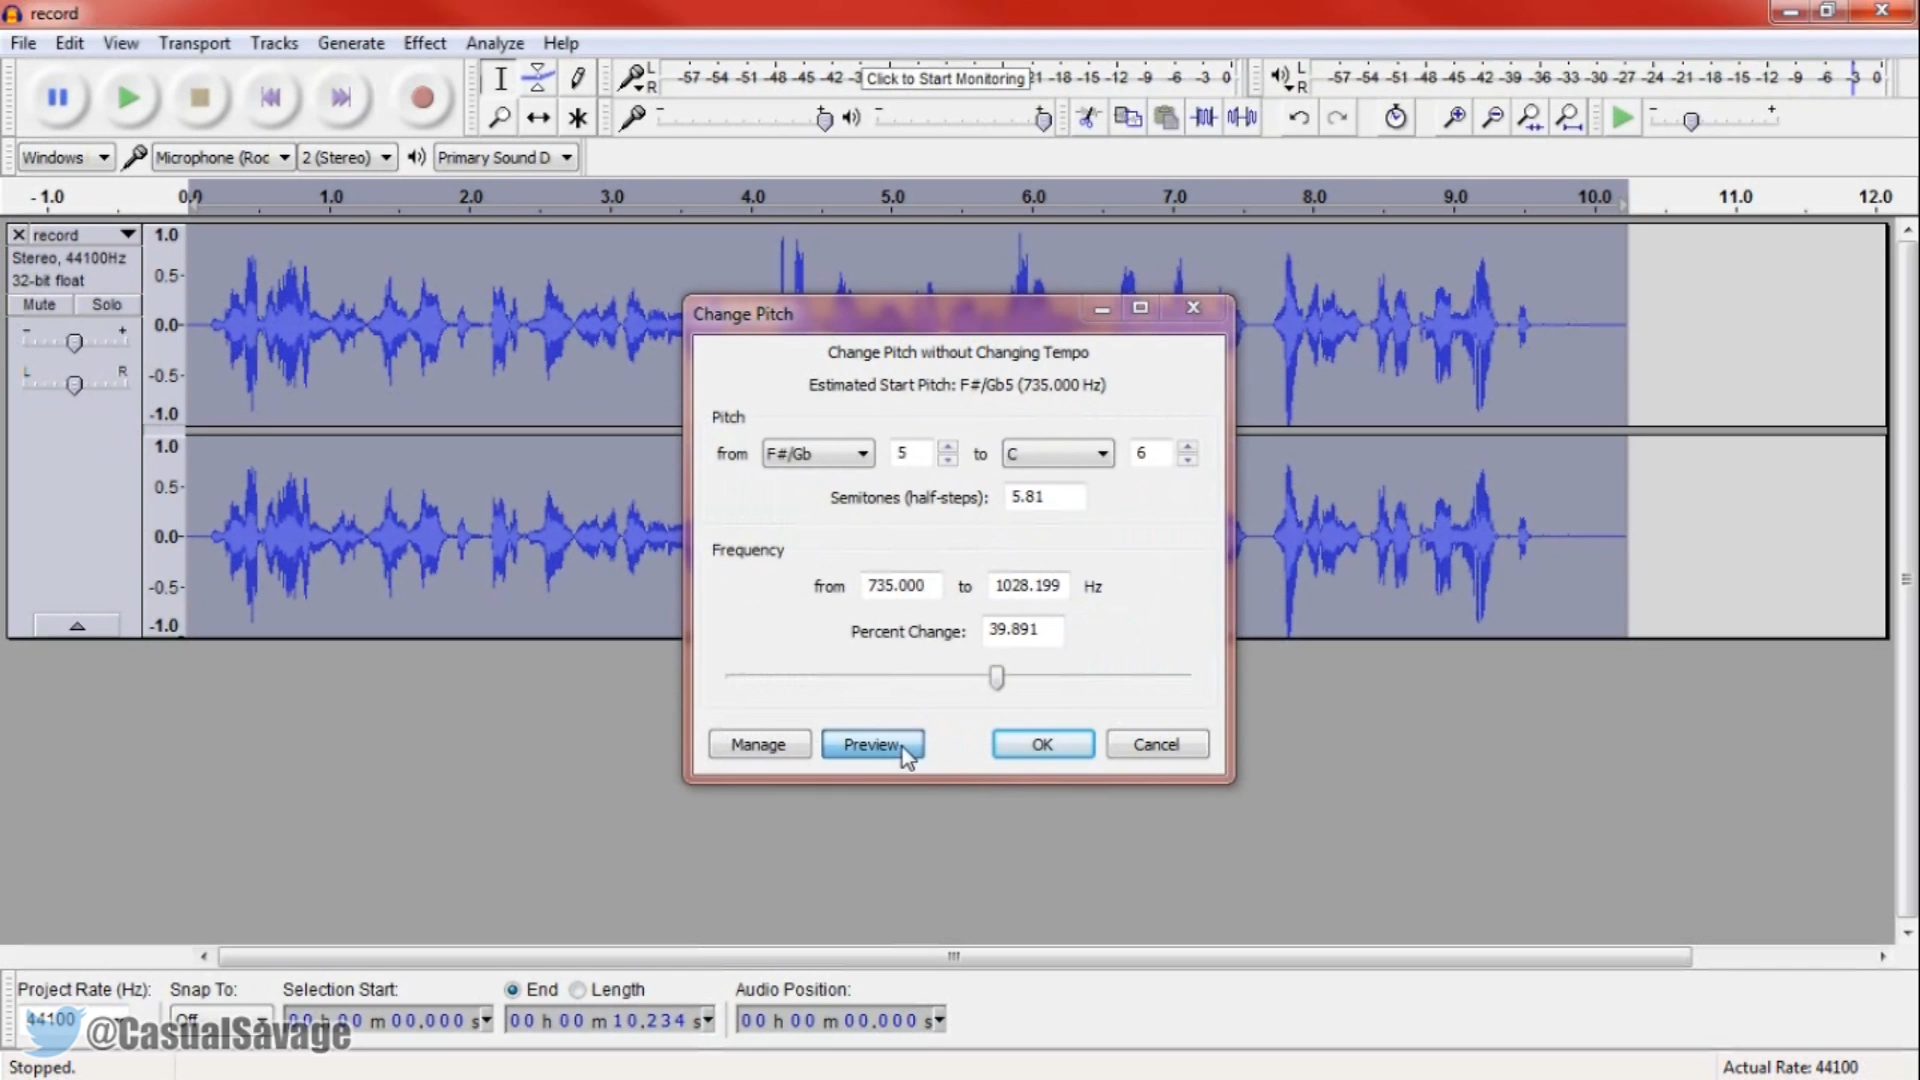 record
File Edit View Transport Tracks Generate Effect Analyze Help
L R -57 -54 -51 -48 -45 -42 -3 Click to Start Monitoring 21 -18 -15 -12 -9 -6 -3 0 L R -57 -54 -51 -48 -45 -42 -39 -36 -33 -30 -27 -24 -21 -18 -15 -12 -9 -6 -3 0
Windows Microphone (Roc 2 (Stereo) Primary Sound D
-1.0 0.0 1.0 2.0 3.0 4.0 5.0 6.0 7.0 8.0 9.0 10.0 11.0 12.0
record
Stereo, 44100Hz
32-bit float
Mute Solo
- +
L R
1.0
0.5-
0.0-
-0.5-
-1.0
1.0
0.5-
0.0-
-0.5-
-1.0
Change Pitch
Change Pitch without Changing Tempo
Estimated Start Pitch: F#/Gb5 (735.000 Hz)
Pitch
from F#/Gb 5 to C 6
Semitones (half-steps): 5.81
Frequency
from 735.000 to 1028.199 Hz
Percent Change: 39.891
Manage Preview OK Cancel
Project Rate (Hz): Snap To: Selection Start: End Length Audio Position:
44100 Off 00 h 00 m 00.000 s 00 h 00 m 10.234 s 00 h 00 m 00.000 s
@CasualSavage
Stopped. Actual Rate: 44100